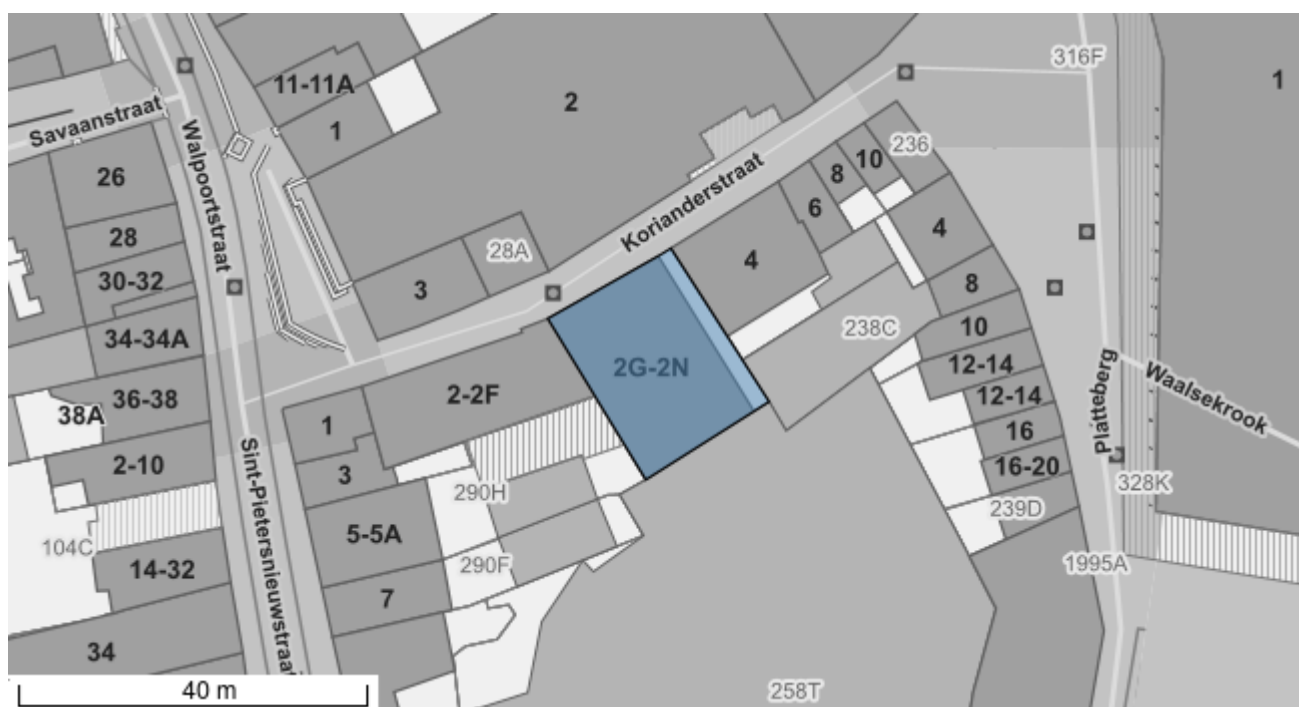 316F
1
11-11A
2
Savaanstraat
Walpoortstraat
1
236
10
8
26
Korianderstraat
6
28
28A
4
4
30-32
3
8
34-34A
238C
10
2G-2N
12-14
Platteberg
Waalsekrook
36-38
2-2F
12-14
38A
1
16
2-10
Sint-Pietersnieuwstraat
3
16-20
328K
290H
239D
104C
5-5A
14-32
290F
1995A
7
34
40 m
258T